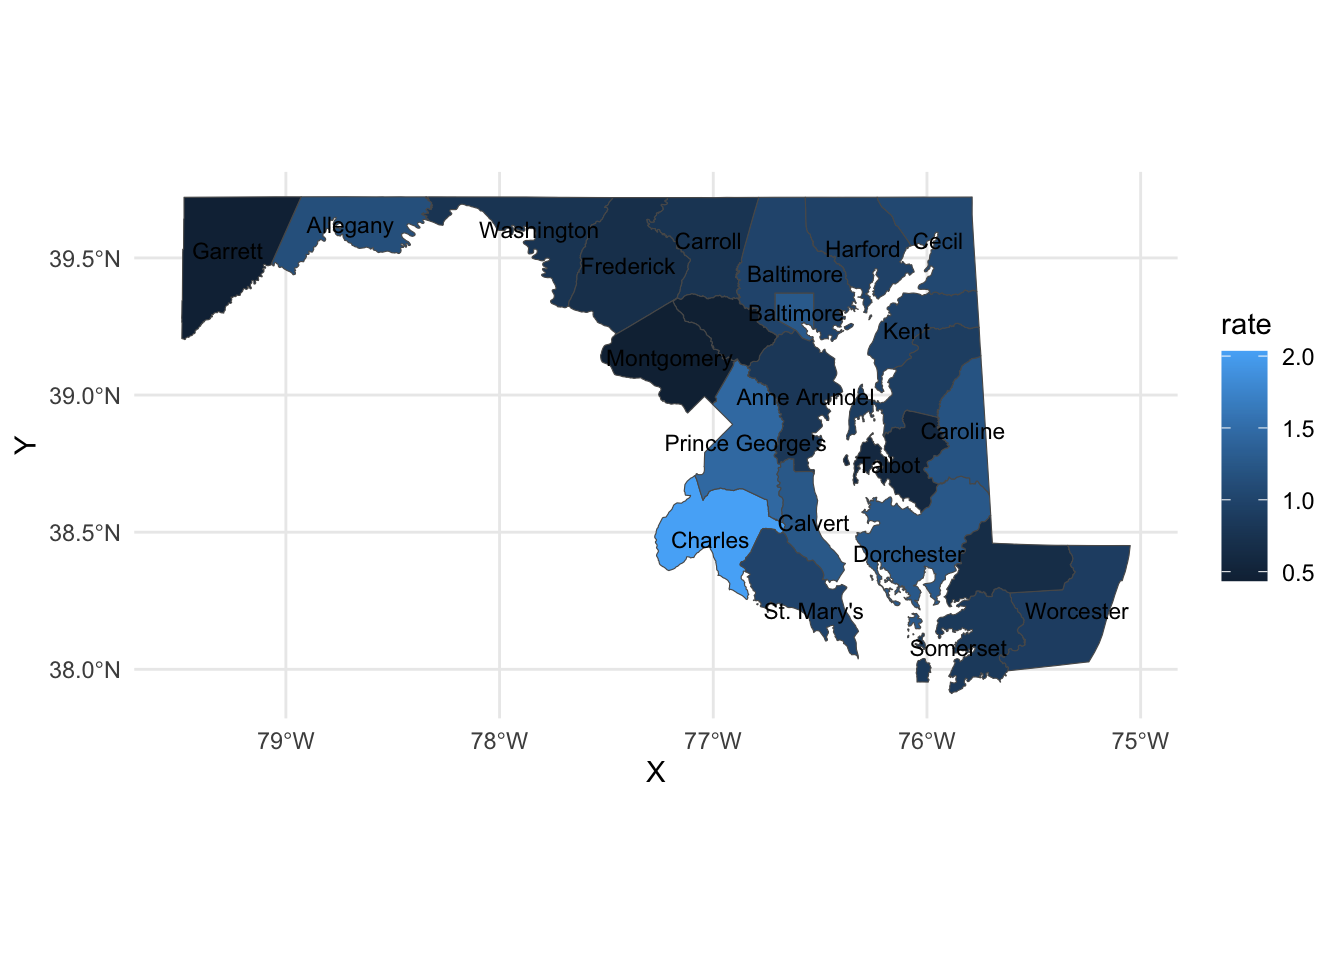 Garrett
Allegany
Washington
Frederick
Carroll
Baltimore
Harford
Cecil
Baltimore
Kent
Montgomery
Anne Arundel
Prince George's
Caroline
Talbot
Calvert
Charles
Dorchester
St. Mary's
Worcester
Somerset
39.5°N
39.0°N
38.5°N
38.0°N
Y
79°W
78°W
77°W
76°W
75°W
X
rate
2.0
1.5
1.0
0.5